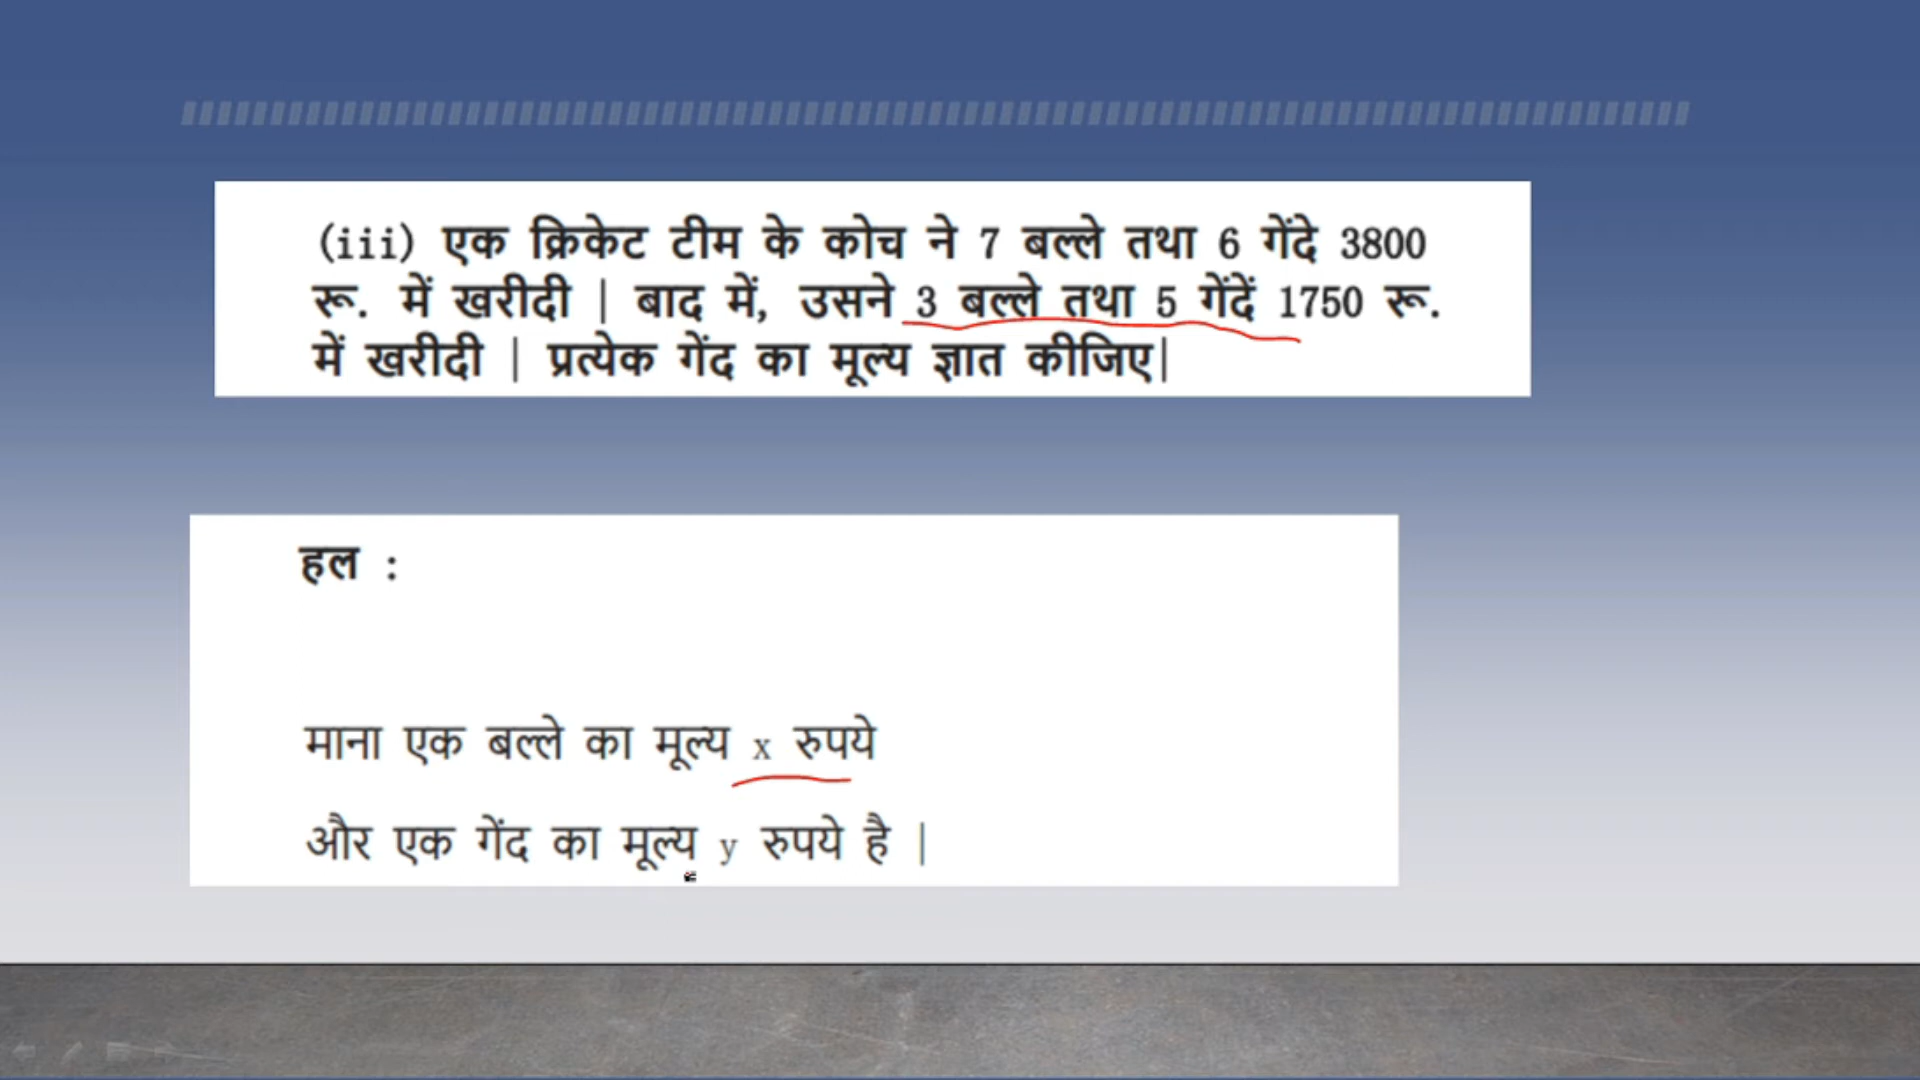 (iii) एक क्रिकेट टीम के कोच ने 7 बल्ले तथा 6 गेंदे 3800
रू. में खरीदी | बाद में, उसने 3 बल्ले तथा 5 गेंदें 1750 रू.
में खरीदी | प्रत्येक गेंद का मूल्य ज्ञात कीजिए|
हल :
माना एक बल्ले का मूल्य x रुपये
और एक गेंद का मूल्य y रुपये है |